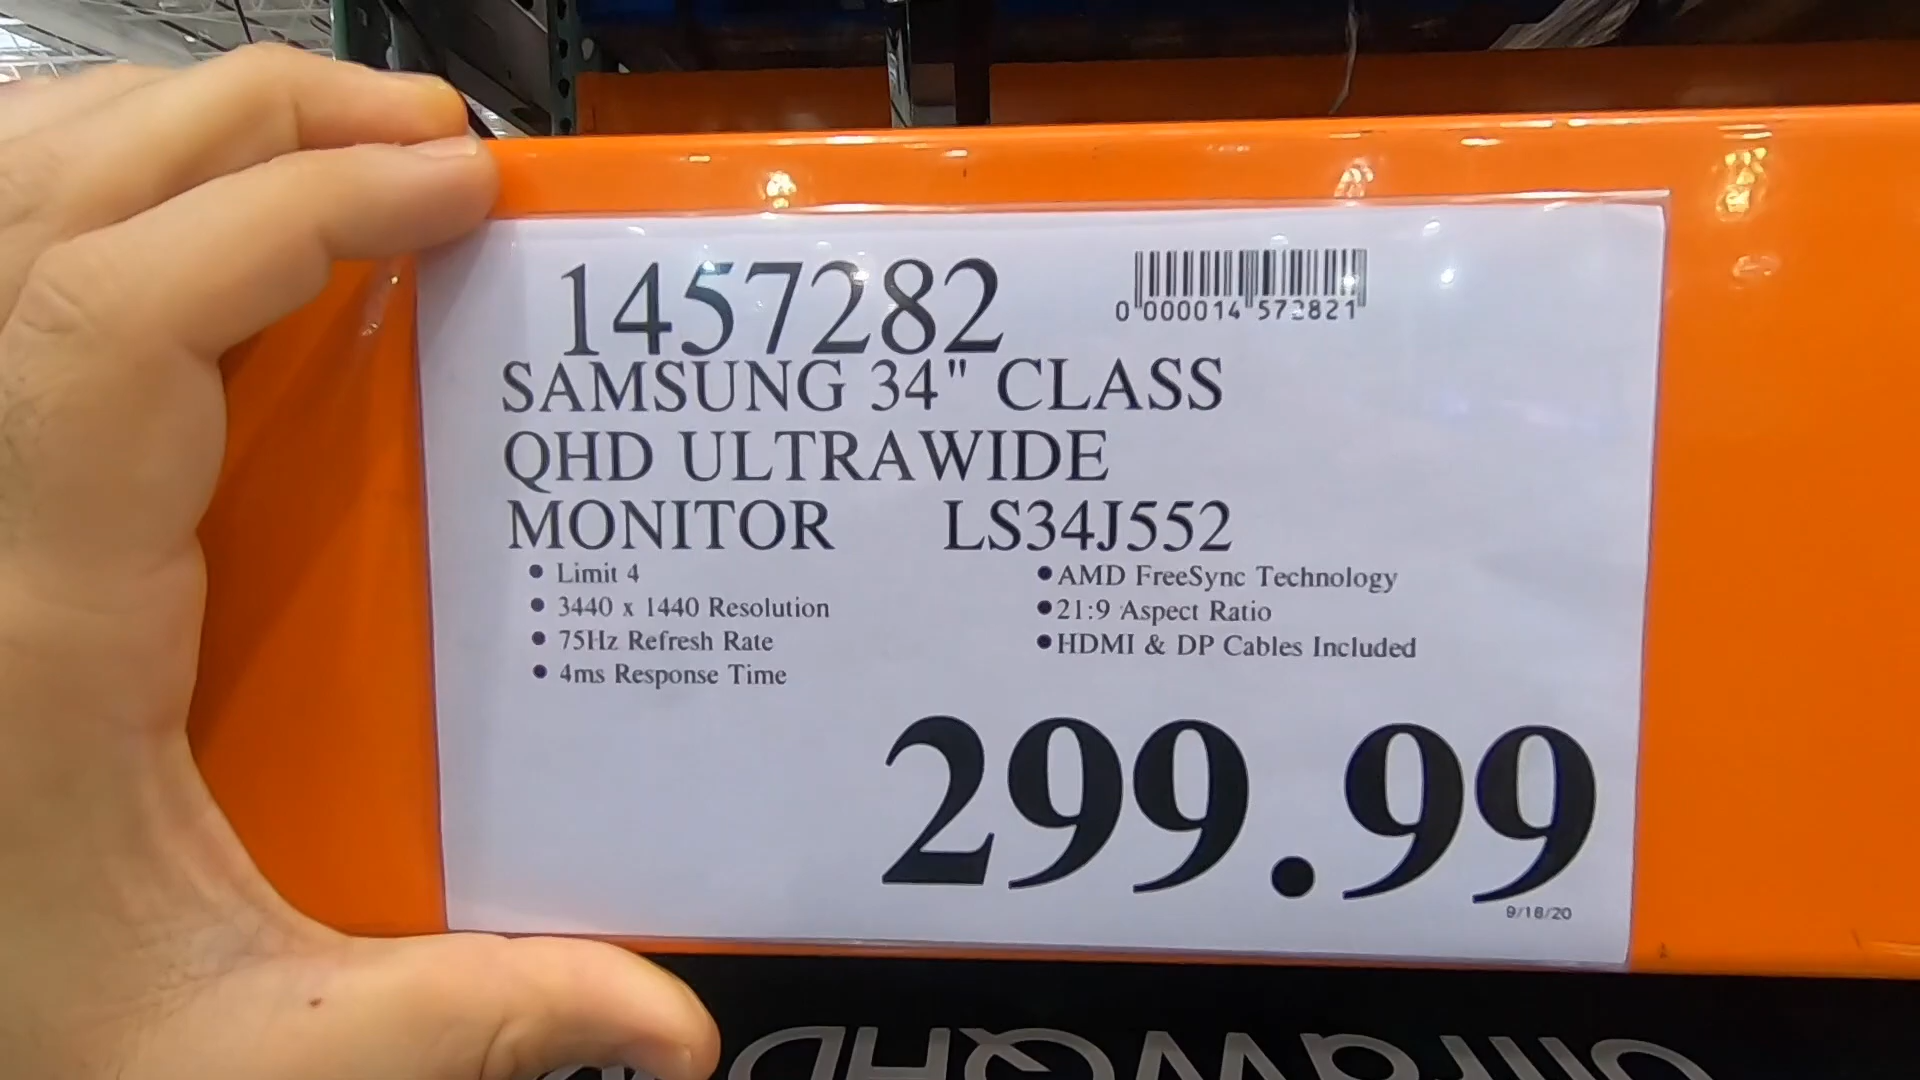 1457282
0 000014 572821
SAMSUNG 34" CLASS
QHD ULTRAWIDE
MONITOR LS34J552
• Limit 4
• 3440 x 1440 Resolution
• 75Hz Refresh Rate
• 4ms Response Time
• AMD FreeSync Technology
• 21:9 Aspect Ratio
• HDMI & DP Cables Included
299.99
9/18/20